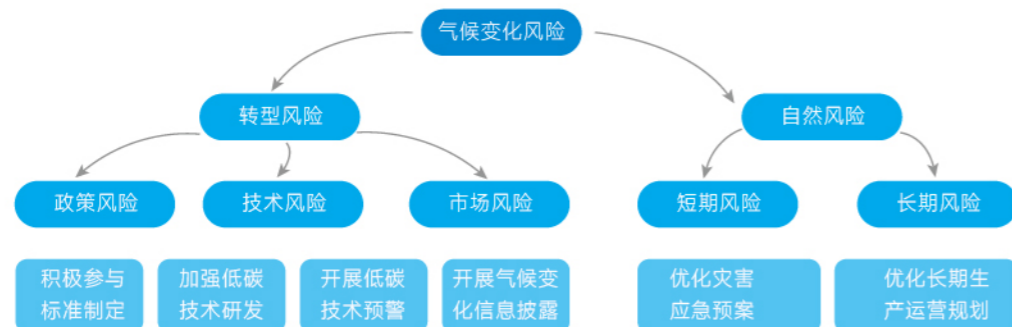 气候变化风险
转型风险
自然风险
政策风险
技术风险
市场风险
短期风险
长期风险
积极参与
标准制定
加强低碳
技术研发
开展低碳
技术预警
开展气候变
化信息披露
优化灾害
应急预案
优化长期生
产运营规划